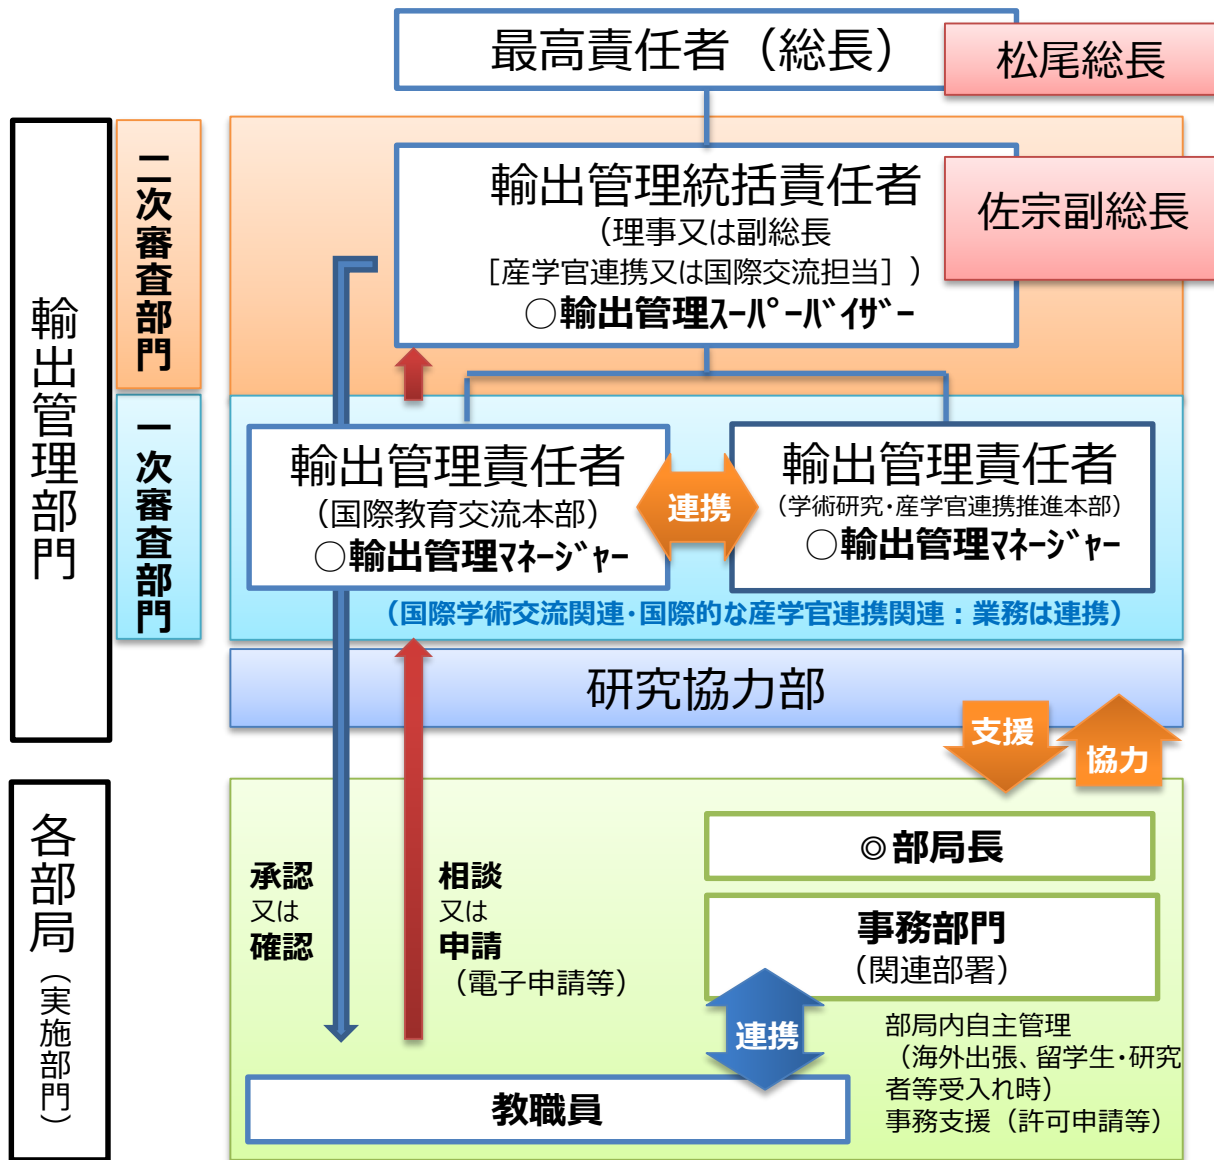 最高責任者（総長）
松尾総長
輸出管理部門
二次審査部門
輸出管理統括責任者
（理事又は副総長
［産学官連携又は国際交流担当］）
○輸出管理ｽｰﾊﾟｰﾊﾞｲｻﾞｰ
佐宗副総長
一次審査部門
輸出管理責任者
（国際教育交流本部）
○輸出管理ﾏﾈｰｼﾞｬｰ
連携
輸出管理責任者
（学術研究・産学官連携推進本部）
○輸出管理ﾏﾈｰｼﾞｬｰ
（国際学術交流関連・国際的な産学官連携関連：業務は連携）
研究協力部
支援
協力
各部局（実施部門）
承認
又は
確認
相談
又は
申請
（電子申請等）
◎部局長
事務部門
（関連部署）
連携
教職員
部局内自主管理
（海外出張、留学生・研究
者等受入れ時）
事務支援（許可申請等）